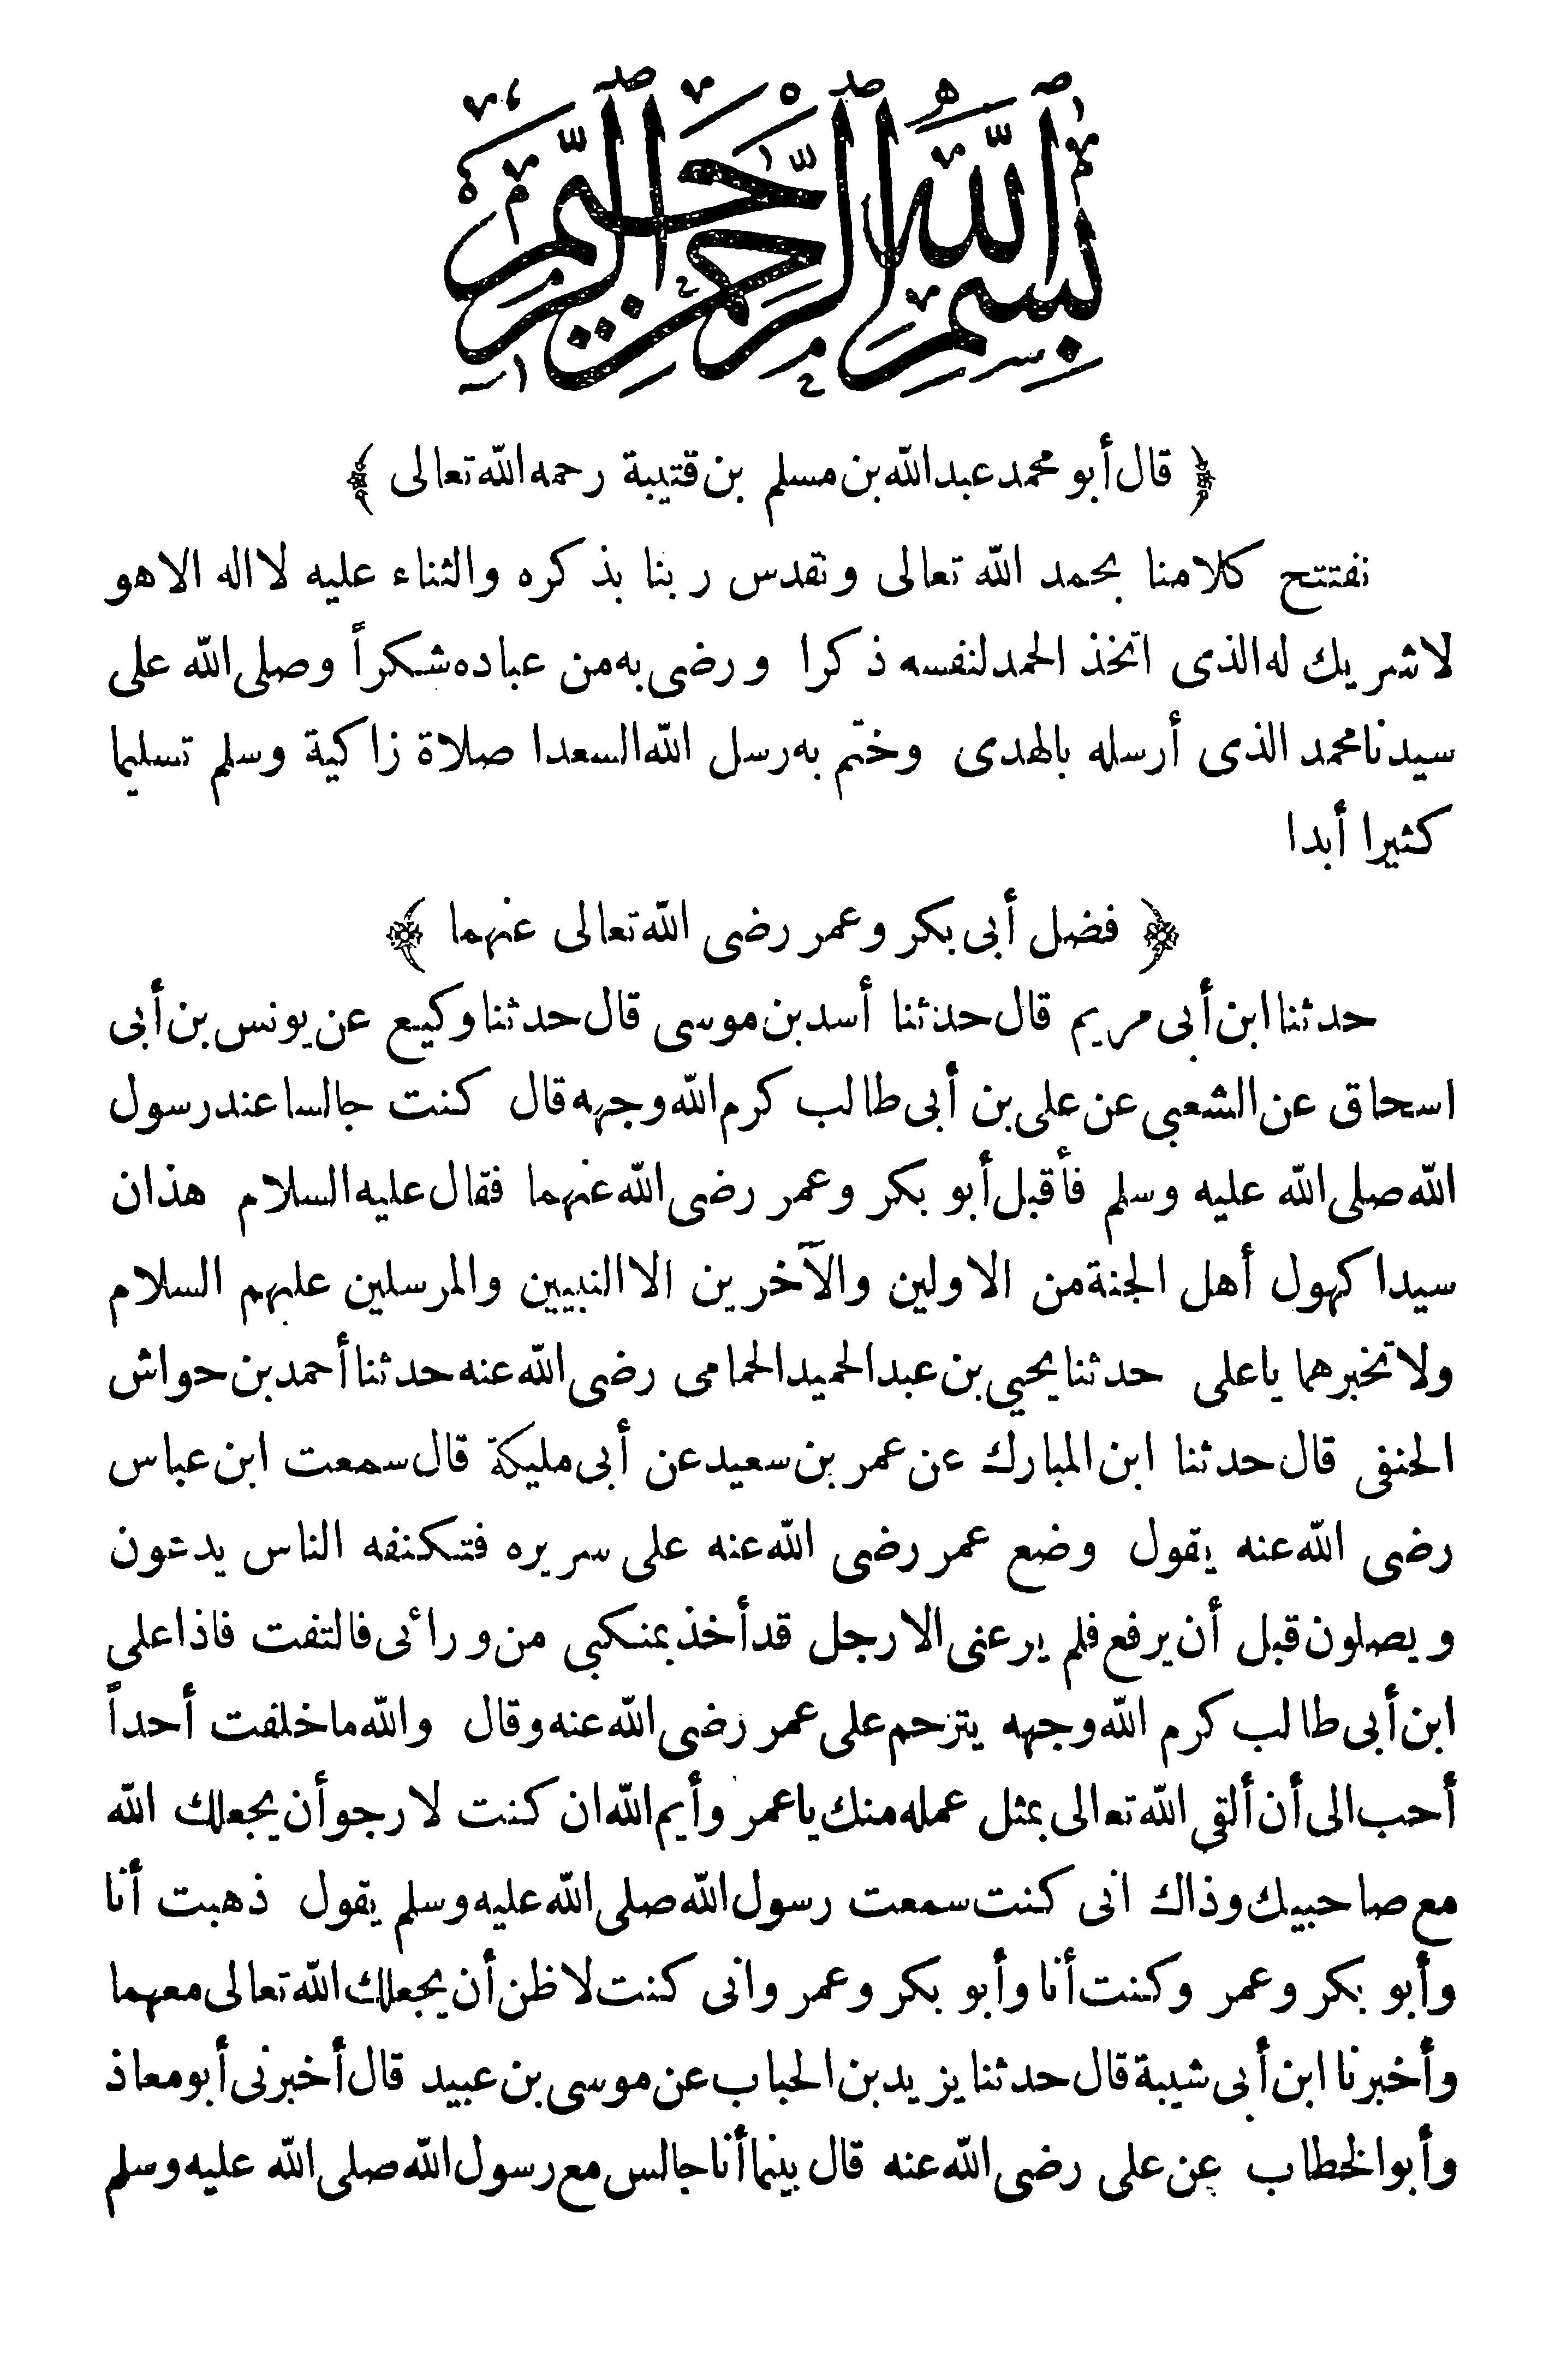 بسم الله الرحمن الرحيم
﴿ قال أبو محمد عبد الله بن مسلم بن قتيبة رحمه الله تعالى ﴾
نفتتح كلامنا بحمد الله تعالى ونقدس ربنا بذكره والثناء عليه لا اله الا هو
لا شريك له الذى اتخذ الحمد لنفسه ذكرا ورضى به من عباده شكراً وصلى الله على
سيدنا محمد الذى أرسله بالهدى وختم به رسل الله السعدا صلاة زاكية وسلم تسليما
كثيرا أبدا
﴿ فضل أبى بكر وعمر رضى الله تعالى عنهما ﴾
حدثنا ابن أبى مريم قال حدثنا أسد بن موسى قال حدثنا وكيع عن يونس بن أبى
اسحاق عن الشعبى عن على بن أبى طالب كرم الله وجهه قال كنت جالسا عند رسول
الله صلى الله عليه وسلم فأقبل أبو بكر وعمر رضى الله عنهما فقال عليه السلام هذان
سيدا كهول أهل الجنة من الاولين والآخرين الا النبيين والمرسلين عليهم السلام
ولا تخبرهما يا على حدثنا يحيي بن عبد الحميد الحمامى رضى الله عنه حدثنا أحمد بن حواش
الحنفى قال حدثنا ابن المبارك عن عمر بن سعيد عن أبى مليكة قال سمعت ابن عباس
رضى الله عنه يقول وضع عمر رضى الله عنه على سريره فتكنفه الناس يدعون
ويصلون قبل أن يرفع فلم يرعنى الا رجل قد أخذ بمنكبى من ورائى فالتفت فاذا على
ابن أبى طالب كرم الله وجهه يترحم على عمر رضى الله عنه وقال والله ما خلفت أحداً
أحب الى أن ألقى الله تعالى بمثل عمله منك يا عمر وأيم الله ان كنت لارجو أن يجعلك الله
مع صاحبيك وذاك انى كنت سمعت رسول الله صلى الله عليه وسلم يقول ذهبت أنا
وأبو بكر وعمر وكنت أنا وأبو بكر وعمر وانى كنت لاظن أن يجعلك الله تعالى معهما
وأخبرنا ابن أبى شيبة قال حدثنا يزيد بن الحباب عن موسى بن عبيد قال أخبرنى أبو معاذ
وأبو الخطاب عن على رضى الله عنه قال بينما أنا جالس مع رسول الله صلى الله عليه وسلم